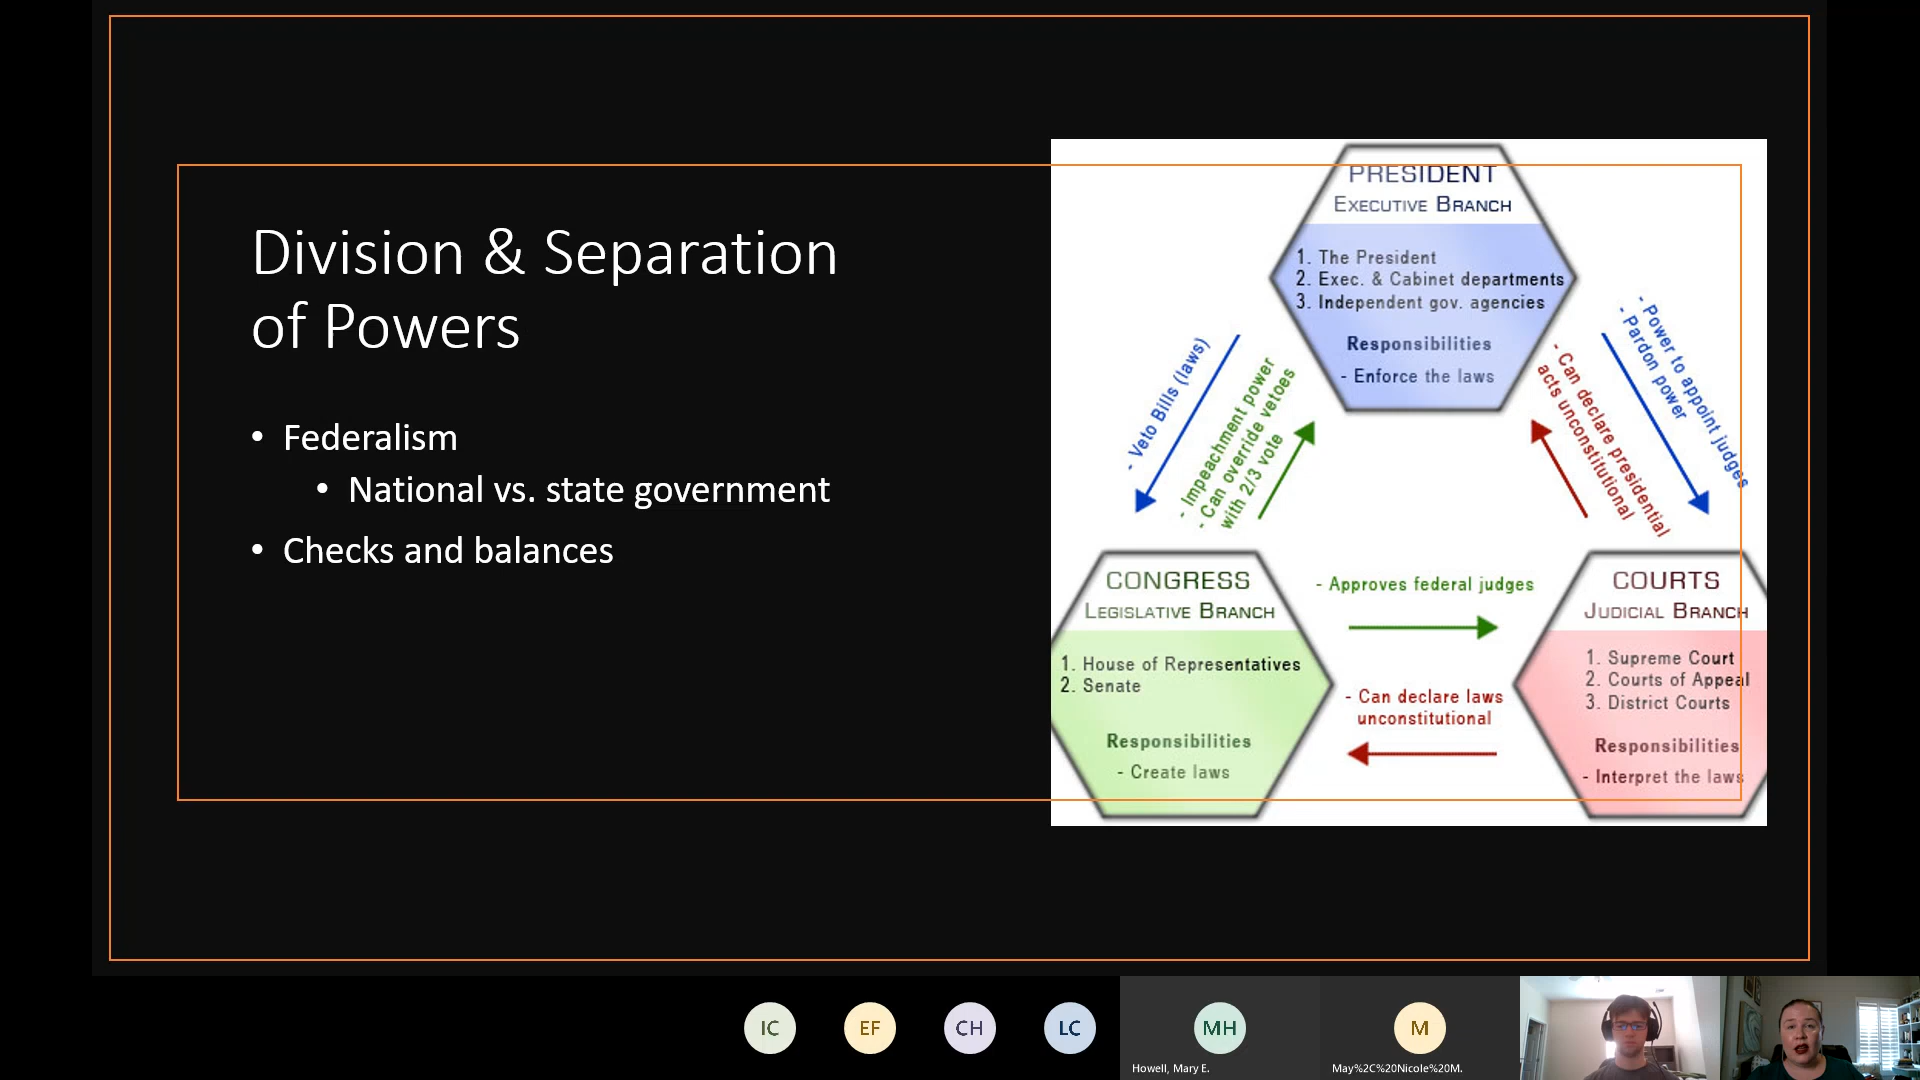 Division & Separation
of Powers
• Federalism
• National vs. state government
• Checks and balances
PRESIDENT
EXECUTIVE BRANCH
1. The President
2. Exec. & Cabinet departments
3. Independent gov. agencies
Responsibilities
- Enforce the laws
- Veto Bills (laws)
- Impeachment power
- Can override vetoes
with 2/3 vote
- Can declare presidential
acts unconstitutional
- Power to appoint judges
- Pardon power
CONGRESS
LEGISLATIVE BRANCH
1. House of Representatives
2. Senate
Responsibilities
- Create laws
- Approves federal judges
- Can declare laws
unconstitutional
COURTS
JUDICIAL BRANCH
1. Supreme Court
2. Courts of Appeal
3. District Courts
Responsibilities
- Interpret the laws
IC
EF
CH
LC
MH
M
Howell, Mary E.
May%2C%20Nicole%20M.